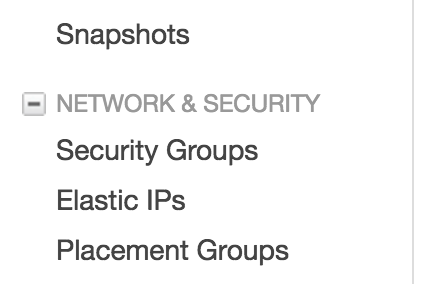 Snapshots
NETWORK & SECURITY
Security Groups
Elastic IPs
Placement Groups